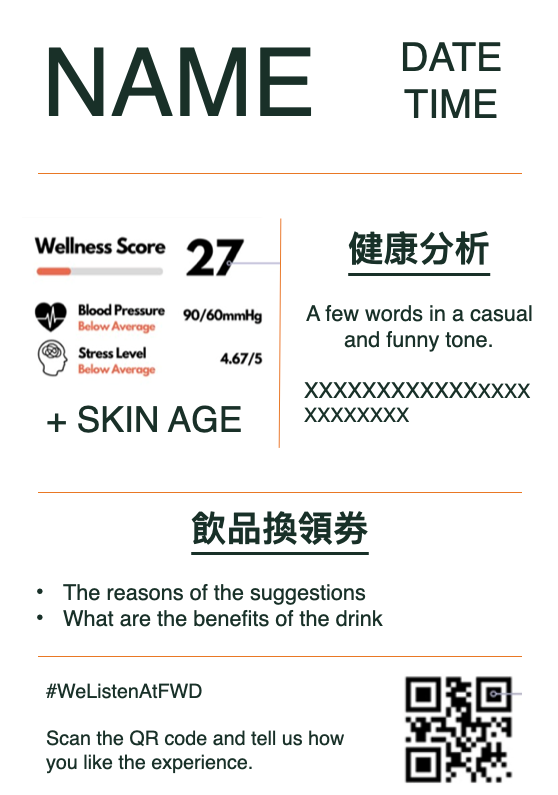 NAME
DATE
TIME
Wellness Score 27
Blood Pressure 90/60mmHg
Below Average
Stress Level 4.67/5
Below Average
+ SKIN AGE
健康分析
A few words in a casual
and funny tone.
XXXXXXXXXXXXXXXX
XXXXXXXX
飲品換領劵
• The reasons of the suggestions
• What are the benefits of the drink
#WeListenAtFWD
Scan the QR code and tell us how
you like the experience.